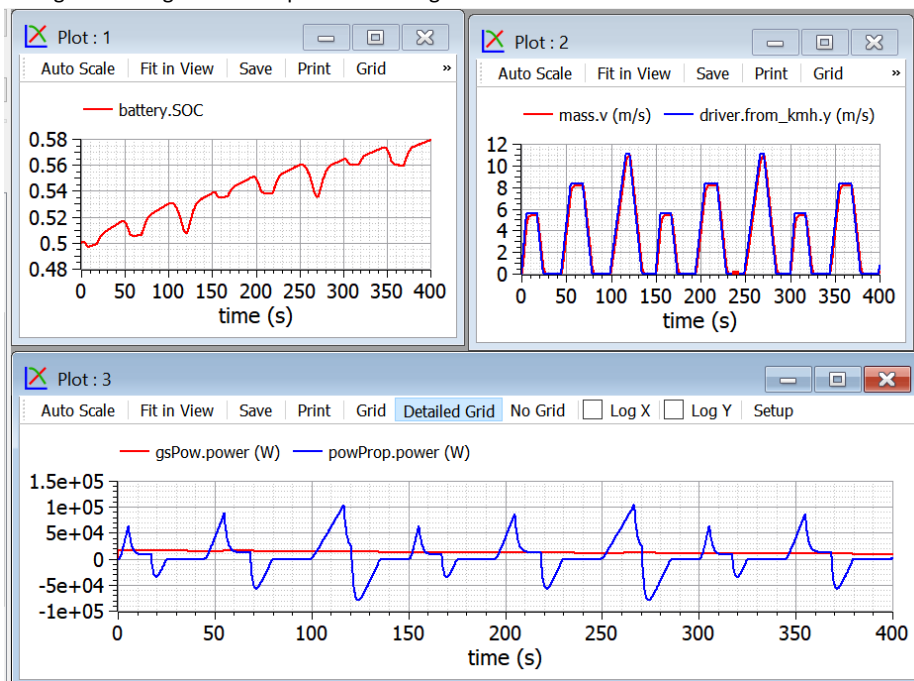 Plot : 1
Auto Scale Fit in View Save Print Grid »
battery.SOC
0.58
0.56
0.54
0.52
0.5
0.48
0 50 100 150 200 250 300 350 400
time (s)
Plot : 2
Auto Scale Fit in View Save Print Grid »
mass.v (m/s) driver.from_kmh.y (m/s)
12
10
8
6
4
2
0
0 50 100 150 200 250 300 350 400
time (s)
Plot : 3
Auto Scale Fit in View Save Print Grid Detailed Grid No Grid Log X Log Y Setup
gsPow.power (W) powProp.power (W)
1.5e+05
1e+05
5e+04
0
-5e+04
-1e+05
0 50 100 150 200 250 300 350 400
time (s)